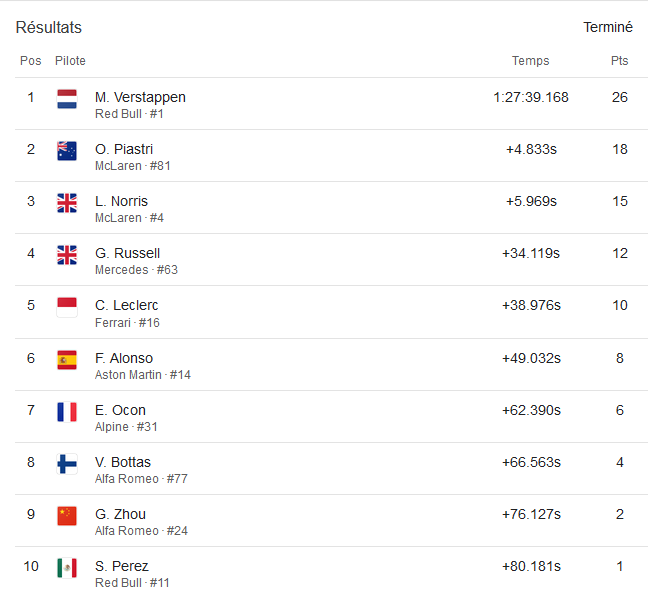 Résultats Terminé
Pos Pilote Temps Pts
1 M. Verstappen 1:27:39.168 26
Red Bull · #1
2 O. Piastri +4.833s 18
McLaren · #81
3 L. Norris +5.969s 15
McLaren · #4
4 G. Russell +34.119s 12
Mercedes · #63
5 C. Leclerc +38.976s 10
Ferrari · #16
6 F. Alonso +49.032s 8
Aston Martin · #14
7 E. Ocon +62.390s 6
Alpine · #31
8 V. Bottas +66.563s 4
Alfa Romeo · #77
9 G. Zhou +76.127s 2
Alfa Romeo · #24
10 S. Perez +80.181s 1
Red Bull · #11